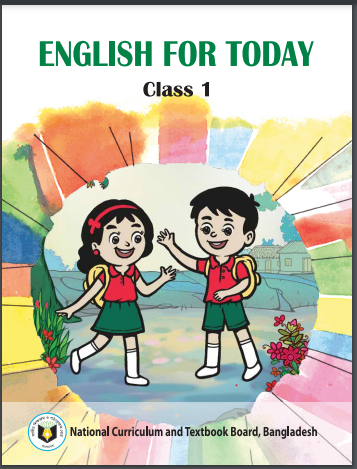 ENGLISH FOR TODAY
Class 1
National Curriculum and Textbook Board, Bangladesh